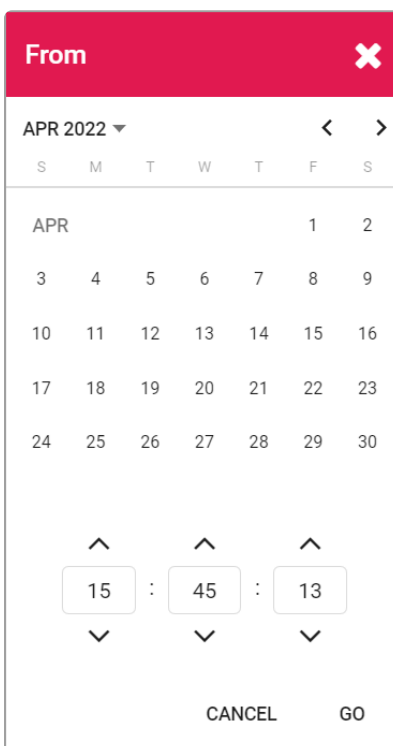 From
APR 2022
S M T W T F S
APR 1 2
3 4 5 6 7 8 9
10 11 12 13 14 15 16
17 18 19 20 21 22 23
24 25 26 27 28 29 30
15 : 45 : 13
CANCEL GO